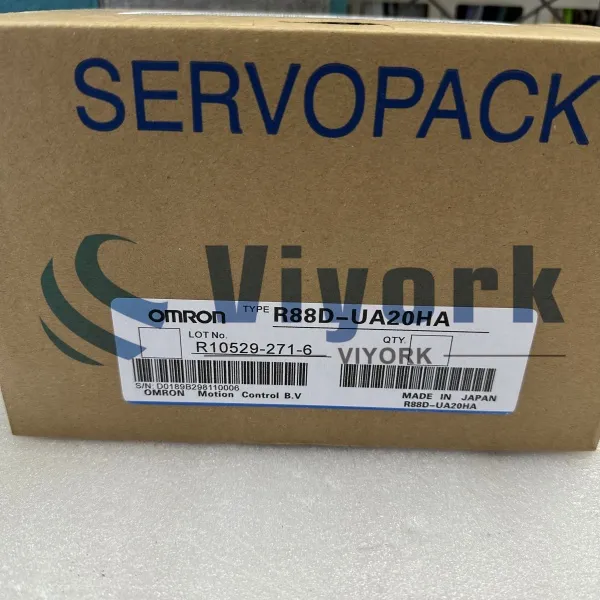 SERVOPACK
Viyork
OMRON TYPE R88D-UA20HA
LOT No. QTY.
R10529-271-6 VIYORK
S/N D0189B298110006
OMRON Motion Control B.V MADE IN JAPAN
R88D-UA20HA